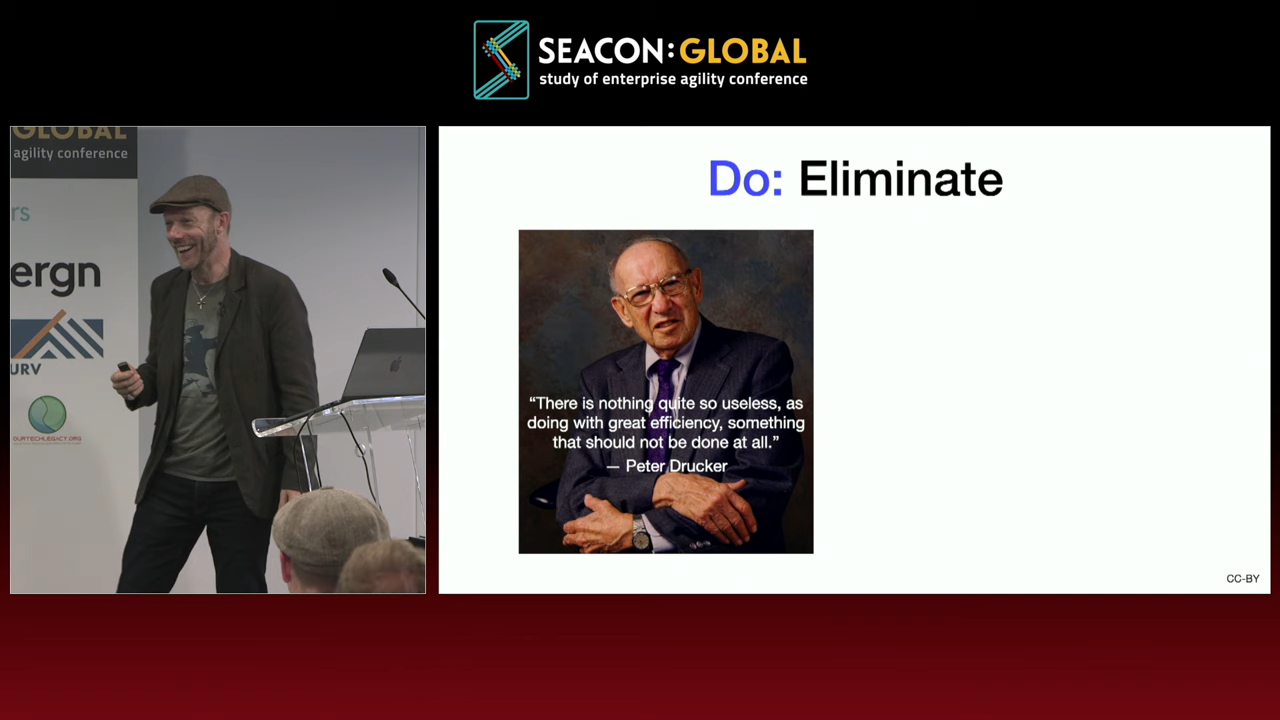 SEACON:GLOBAL
study of enterprise agility conference
GLOBAL
agility conference
rs
ergn
URV
OURTECHLEGACY.ORG
Do: Eliminate
“There is nothing quite so useless, as
doing with great efficiency, something
that should not be done at all.”
— Peter Drucker
CC-BY